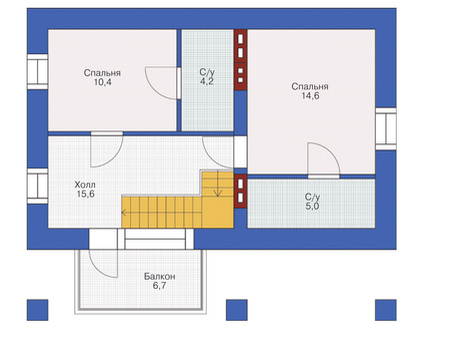 Спальня
10,4
С/у
4,2
Спальня
14,6
Холл
15,6
С/у
5,0
Балкон
6,7